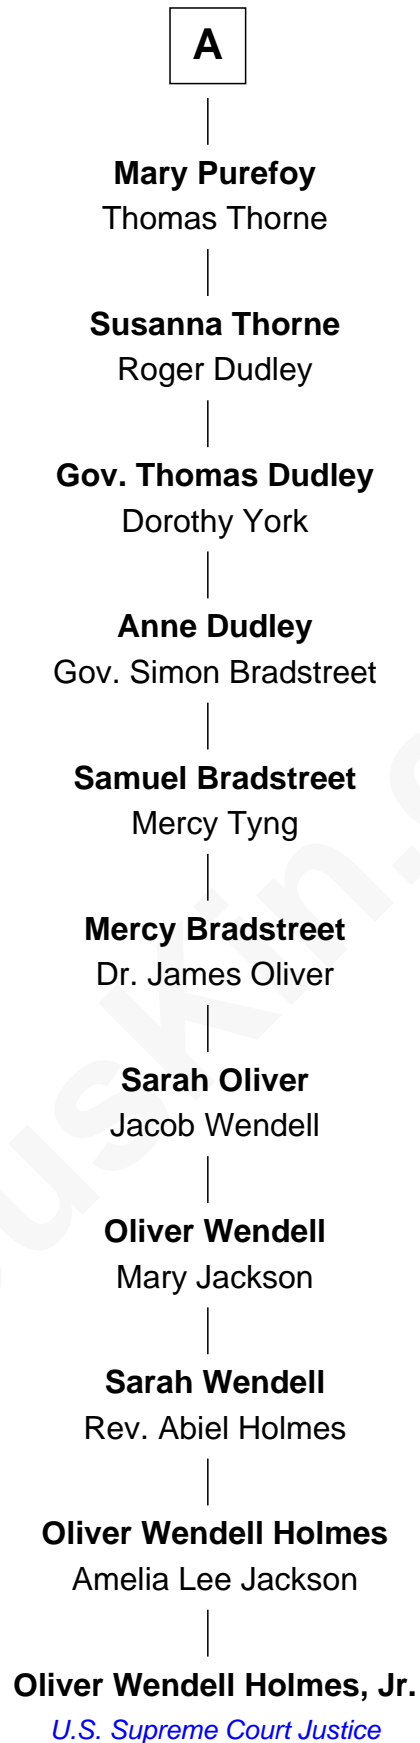 A
Mary Purefoy
Thomas Thorne
Susanna Thorne
Roger Dudley
Gov. Thomas Dudley
Dorothy York
Anne Dudley
Gov. Simon Bradstreet
Samuel Bradstreet
Mercy Tyng
Mercy Bradstreet
Dr. James Oliver
Sarah Oliver
Jacob Wendell
Oliver Wendell
Mary Jackson
Sarah Wendell
Rev. Abiel Holmes
Oliver Wendell Holmes
Amelia Lee Jackson
Oliver Wendell Holmes, Jr.
U.S. Supreme Court Justice